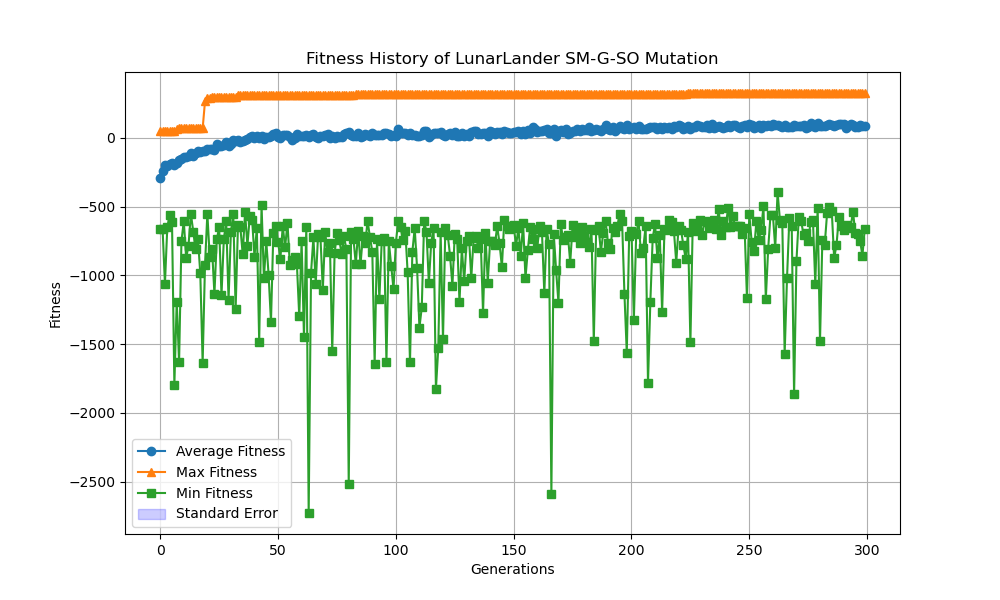 Fitness History of LunarLander SM-G-SO Mutation
Fitness
0
−500
−1000
−1500
−2000
−2500
Average Fitness
Max Fitness
Min Fitness
Standard Error
0 50 100 150 200 250 300
Generations